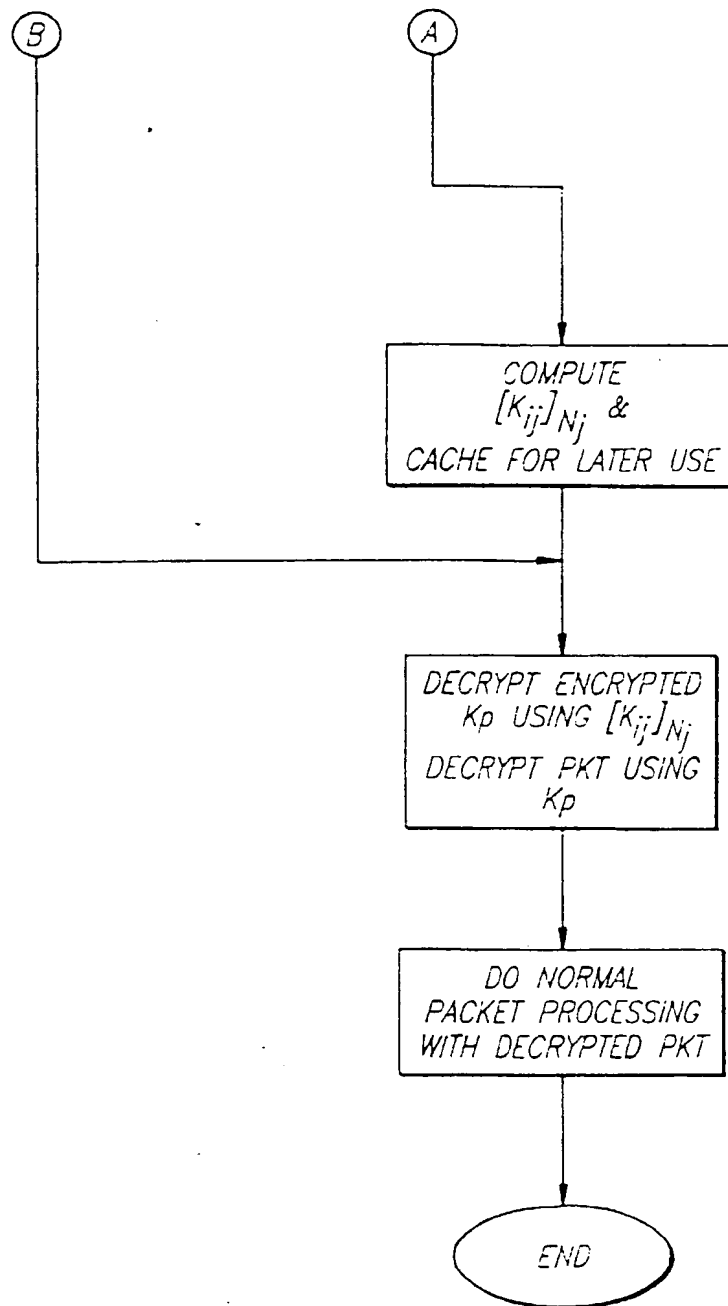 B
A
COMPUTE
[Kij]Nj &
CACHE FOR LATER USE
DECRYPT ENCRYPTED
Kp USING [Kij]Nj
DECRYPT PKT USING
Kp
DO NORMAL
PACKET PROCESSING
WITH DECRYPTED PKT
END